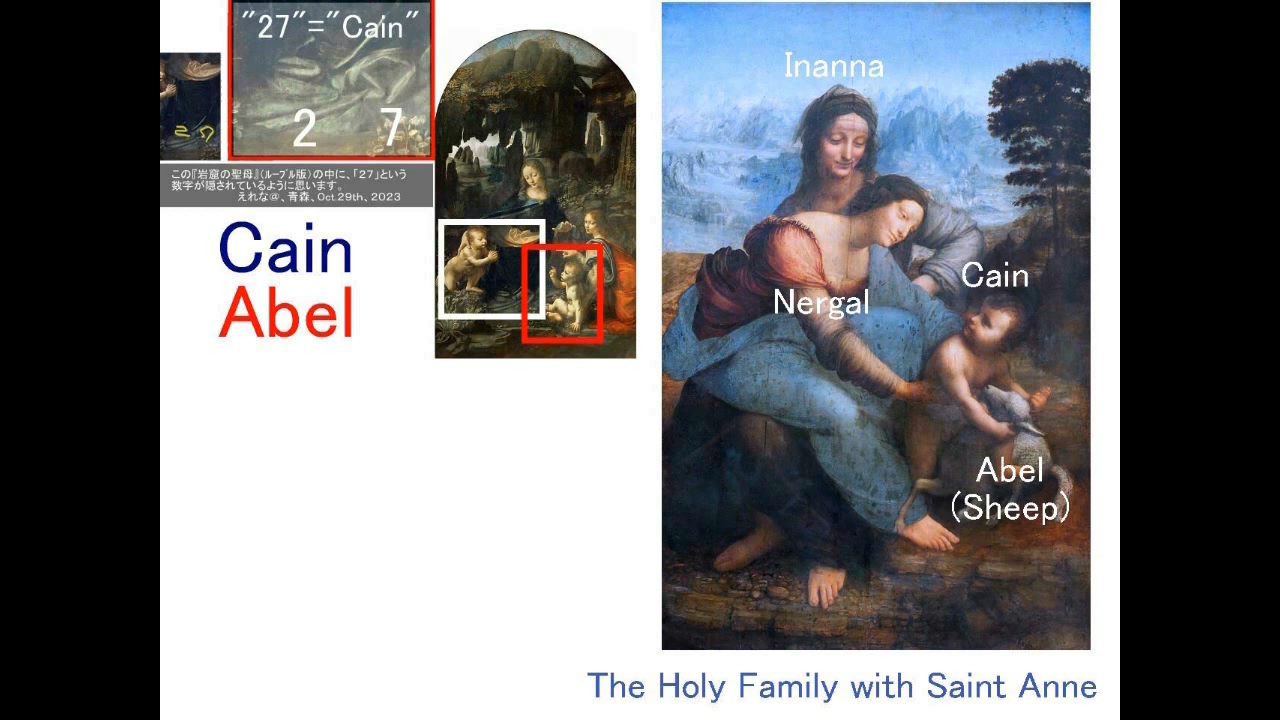 "27"="Cain"
2 7
27
この『岩窟の聖母』(ルーブル版)の中に、「27」という
数字が隠されているように思います。
えれな@、青森、Oct.29th、2023
Cain
Abel
Inanna
Cain
Nergal
Abel
(Sheep)
The Holy Family with Saint Anne